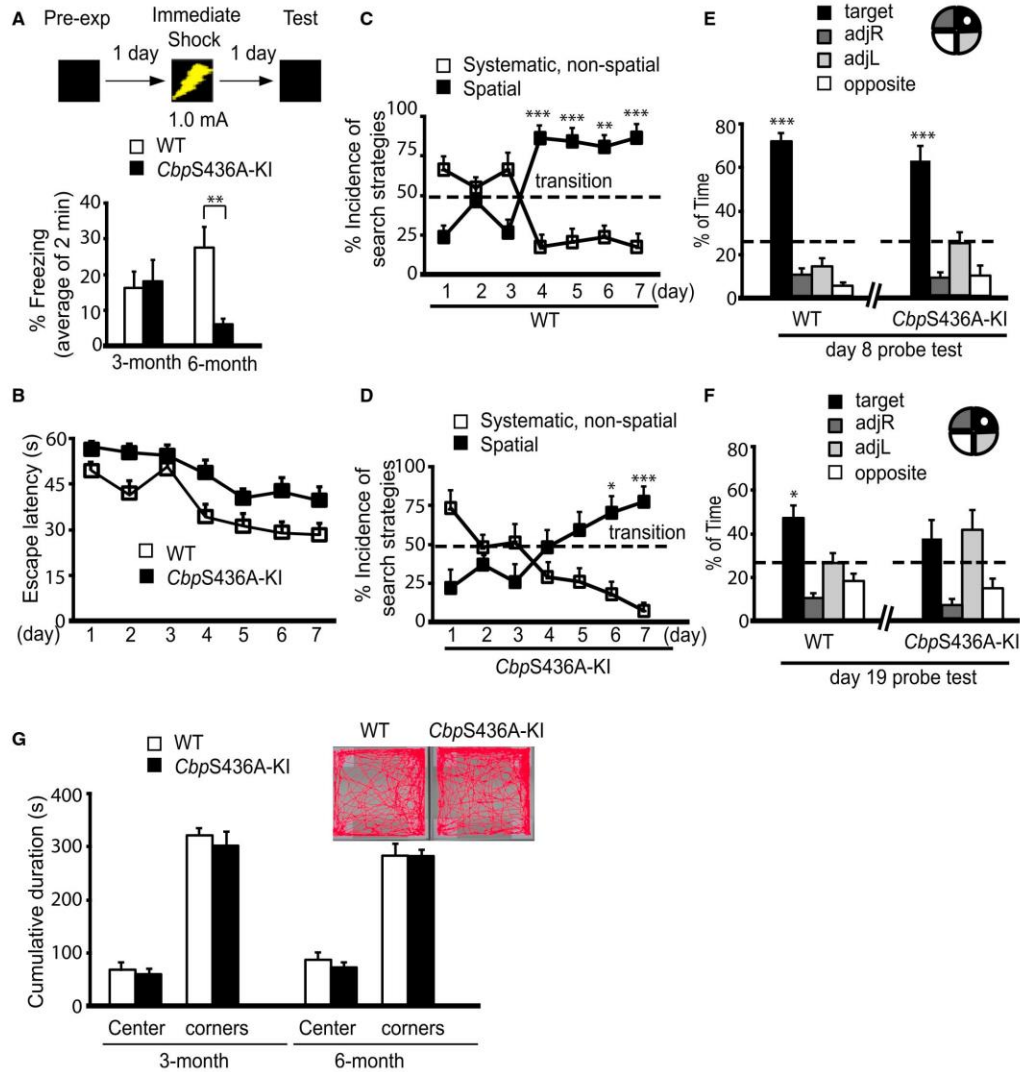 A
Pre-exp Immediate Shock Test
1 day 1 day
1.0 mA
WT
CbpS436A-KI
% Freezing
(average of 2 min)
40
30
20
10
0
**
3-month 6-month
B
Escape latency (s)
60
45
30
15
0
WT
CbpS436A-KI
(day) 1 2 3 4 5 6 7
C
Systematic, non-spatial
Spatial
% Incidence of
search strategies
100
75
50
25
0
*** *** ** ***
transition
1 2 3 4 5 6 7 (day)
WT
D
Systematic, non-spatial
Spatial
% Incidence of
search strategies
100
75
50
25
0
* ***
transition
1 2 3 4 5 6 7 (day)
CbpS436A-KI
E
target
adjR
adjL
opposite
% of Time
80
60
40
20
0
*** ***
WT CbpS436A-KI
day 8 probe test
F
target
adjR
adjL
opposite
% of Time
80
60
40
20
0
*
WT CbpS436A-KI
day 19 probe test
G
WT
CbpS436A-KI
WT CbpS436A-KI
Cumulative duration (s)
400
300
200
100
0
Center corners Center corners
3-month 6-month